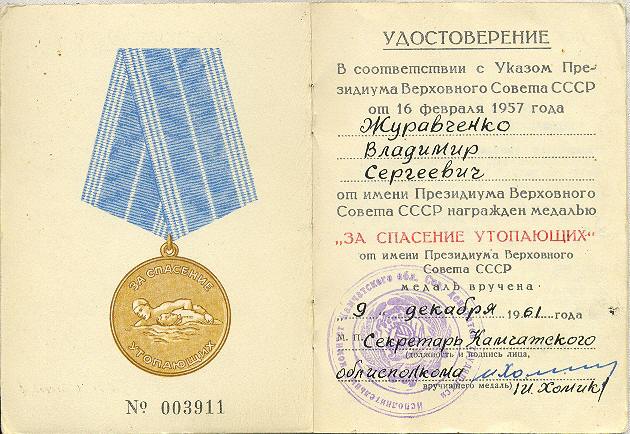 ЗА СПАСЕНИЕ
УТОПАЮЩИХ
№ 003911
УДОСТОВЕРЕНИЕ
В соответствии с Указом Пре-
зидиума Верховного Совета СССР
от 16 февраля 1957 года
Журавченко
Владимир
Сергеевич
от имени Президиума Верховного
Совета СССР награжден медалью
„ЗА СПАСЕНИЕ УТОПАЮЩИХ“
от имени Президиума Верховного
Совета СССР
медаль вручена
„9“ декабря 1961 года
М. П. Секретарь Камчатского
(должность и подпись лица,
облисполкома
вручившего медаль) /И. Хомик/